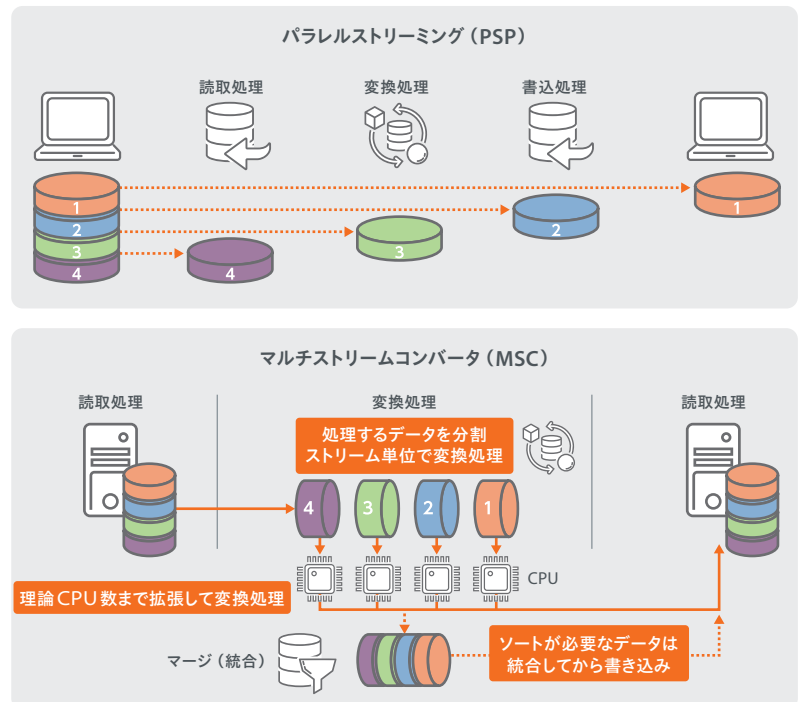 パラレルストリーミング（PSP）
読取処理
変換処理
書込処理
1
2
3
4
4
3
2
1
マルチストリームコンバータ（MSC）
読取処理
変換処理
読取処理
処理するデータを分割
ストリーム単位で変換処理
4
3
2
1
CPU
理論CPU数まで拡張して変換処理
マージ（統合）
ソートが必要なデータは
統合してから書き込み